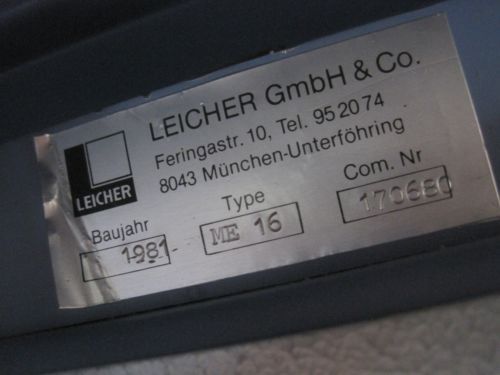 LEICHER GmbH & Co.
Feringastr. 10, Tel. 95 20 74
8043 München-Unterföhring
LEICHER
Baujahr Type Com. Nr
1981- ME 16 170680